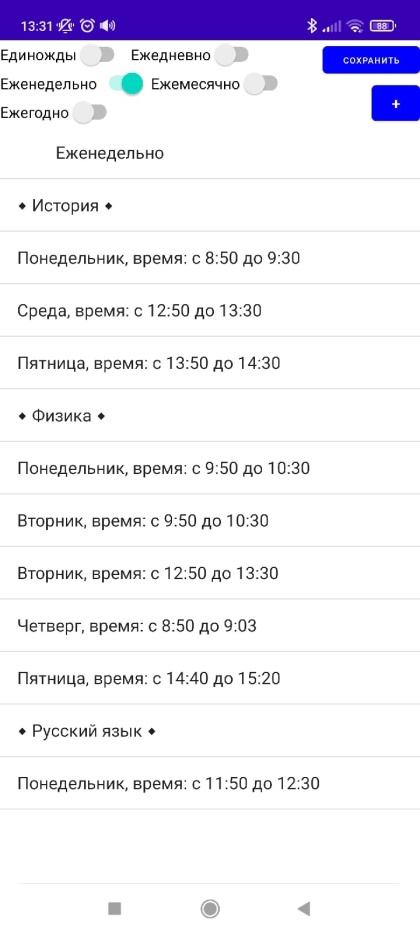 13:31 88
Единожды Ежедневно СОХРАНИТЬ
Еженедельно Ежемесячно +
Ежегодно
Еженедельно
◆ История ◆
Понедельник, время: с 8:50 до 9:30
Среда, время: с 12:50 до 13:30
Пятница, время: с 13:50 до 14:30
◆ Физика ◆
Понедельник, время: с 9:50 до 10:30
Вторник, время: с 9:50 до 10:30
Вторник, время: с 12:50 до 13:30
Четверг, время: с 8:50 до 9:03
Пятница, время: с 14:40 до 15:20
◆ Русский язык ◆
Понедельник, время: с 11:50 до 12:30